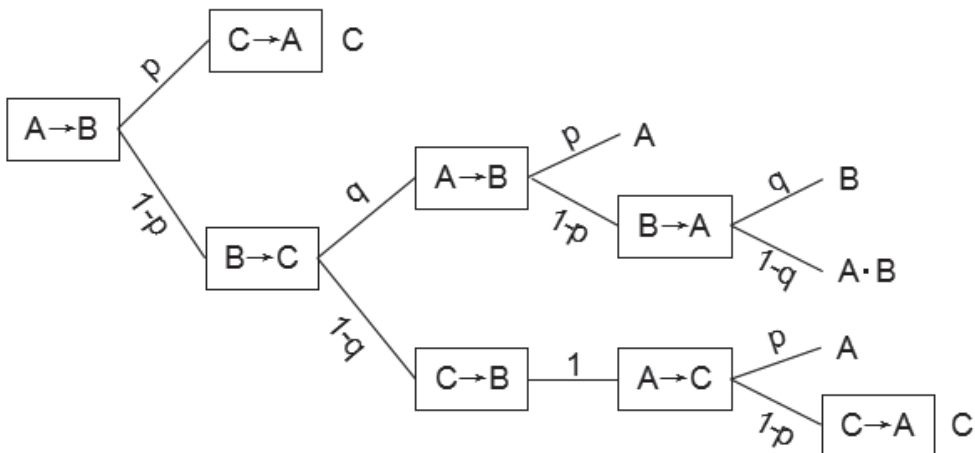 C→A C
p
A→B
p A
q A→B
1-p q B
1-p B→A
B→C
1-q A·B
1-q
p A
C→B 1 A→C
1-p C→A C